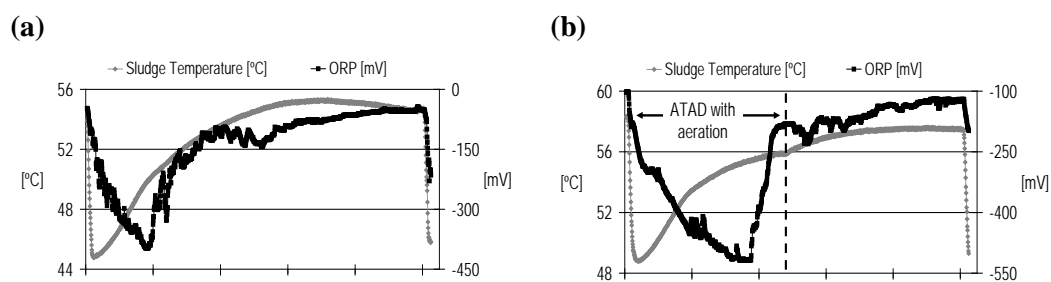 (a)
Sludge Temperature [ºC] ORP [mV]
56
52
48
44
[ºC]
0
-150
-300
-450
[mV]
(b)
Sludge Temperature [ºC] ORP [mV]
60
56
52
48
[ºC]
ATAD with
aeration
-100
-250
-400
-550
[mV]